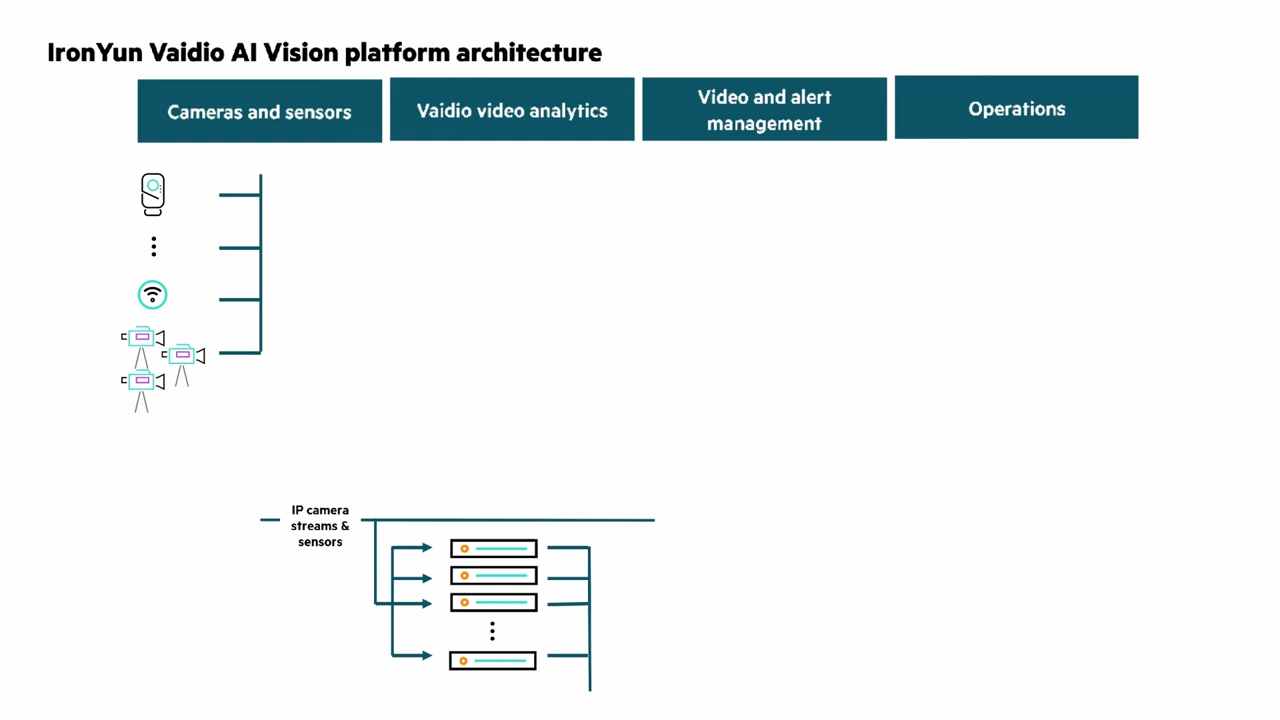 IronYun Vaidio AI Vision platform architecture
Cameras and sensors
Vaidio video analytics
Video and alert
management
Operations
IP camera
streams &
sensors